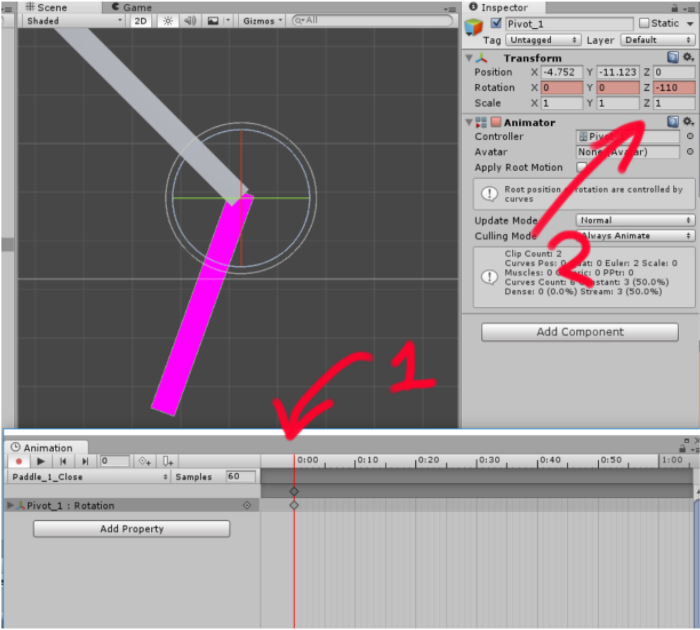 Scene Game
Shaded 2D Gizmos All
Inspector
Pivot_1 Static
Tag Untagged Layer Default
Transform
Position X -4.752 Y -11.123 Z 0
Rotation X 0 Y 0 Z -110
Scale X 1 Y 1 Z 1
Animator
Controller
Avatar None (Avatar)
Apply Root Motion
Root position or rotation are controlled by
curves
Update Mode Normal
Culling Mode Always Animate
Clip Count: 2
Curves Pos: 0 Quat: 0 Euler: 2 Scale: 0
Muscles: 0 Generic: 0 PPtr: 0
Curves Count: 6 Constant: 3 (50.0%)
Dense: 0 (0.0%) Stream: 3 (50.0%)
2
Add Component
1
Animation
0 0:00 0:10 0:20 0:30 0:40 0:50 1:00
Paddle_1_Close Samples 60
Pivot_1 : Rotation
Add Property